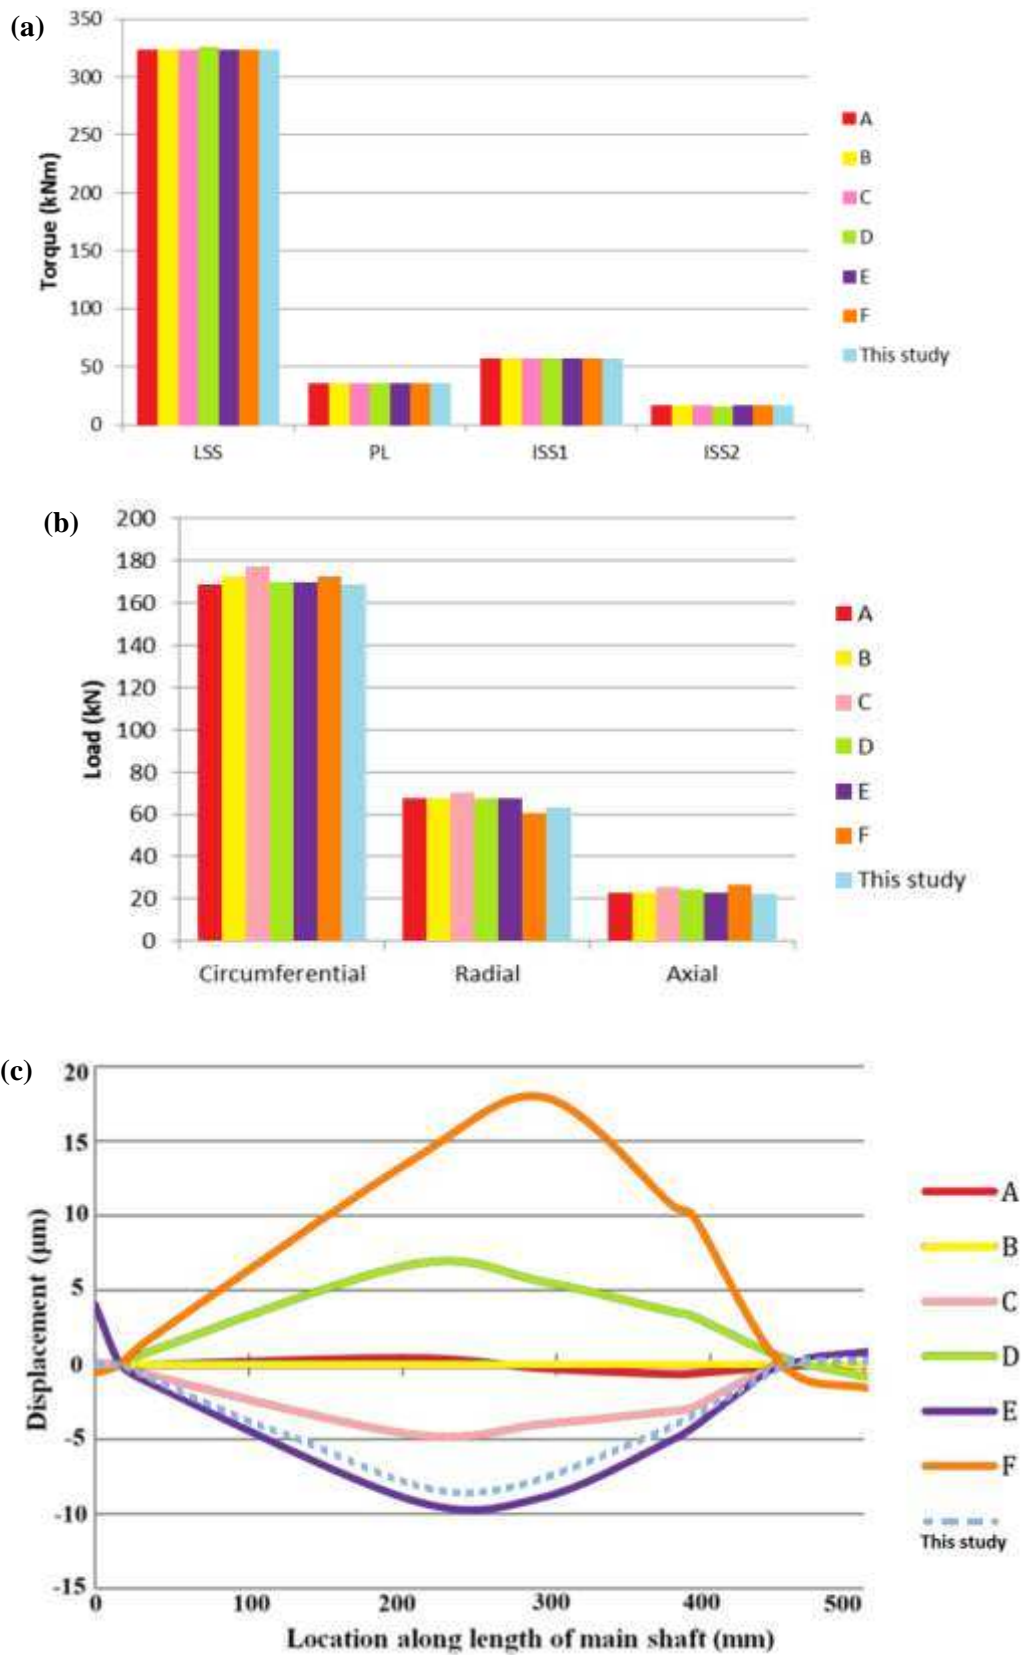 (a)
Torque (kNm)
350
300
250
200
150
100
50
0
LSS PL ISS1 ISS2
A
B
C
D
E
F
This study
(b)
Load (kN)
200
180
160
140
120
100
80
60
40
20
0
Circumferential Radial Axial
A
B
C
D
E
F
This study
(c)
Displacement (μm)
20
15
10
5
0
-5
-10
-15
0 100 200 300 400 500
Location along length of main shaft (mm)
A
B
C
D
E
F
This study